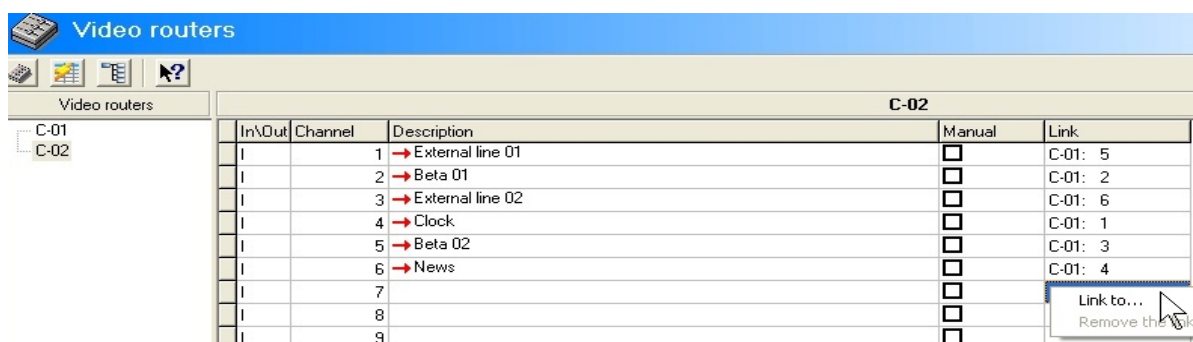 Video routers
Video routers C-02
C-01
C-02
In\Out Channel Description Manual Link
I 1 External line 01 C-01: 5
I 2 Beta 01 C-01: 2
I 3 External line 02 C-01: 6
I 4 Clock C-01: 1
I 5 Beta 02 C-01: 3
I 6 News C-01: 4
I 7
I 8
I 9
Link to...
Remove the link